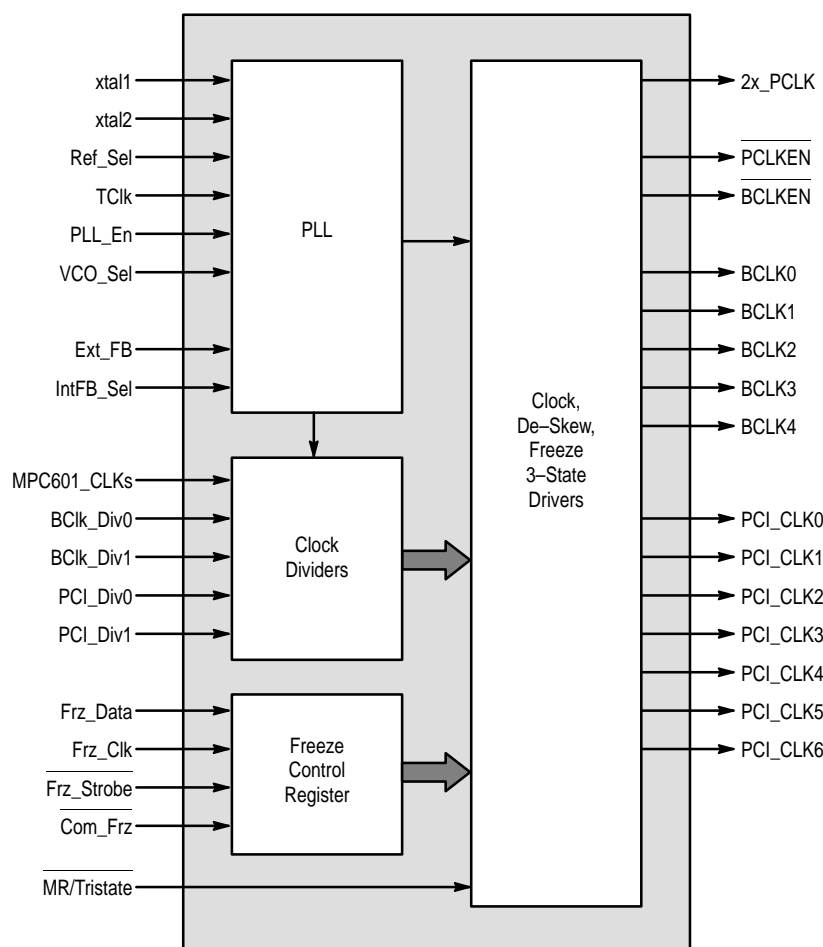 xtal1
xtal2
Ref_Sel
TClk
PLL_En
VCO_Sel
Ext_FB
IntFB_Sel
MPC601_CLKs
BClk_Div0
BClk_Div1
PCI_Div0
PCI_Div1
Frz_Data
Frz_Clk
Frz_Strobe
Com_Frz
MR/Tristate
PLL
Clock
Dividers
Freeze
Control
Register
Clock,
De–Skew,
Freeze
3–State
Drivers
2x_PCLK
PCLKEN
BCLKEN
BCLK0
BCLK1
BCLK2
BCLK3
BCLK4
PCI_CLK0
PCI_CLK1
PCI_CLK2
PCI_CLK3
PCI_CLK4
PCI_CLK5
PCI_CLK6